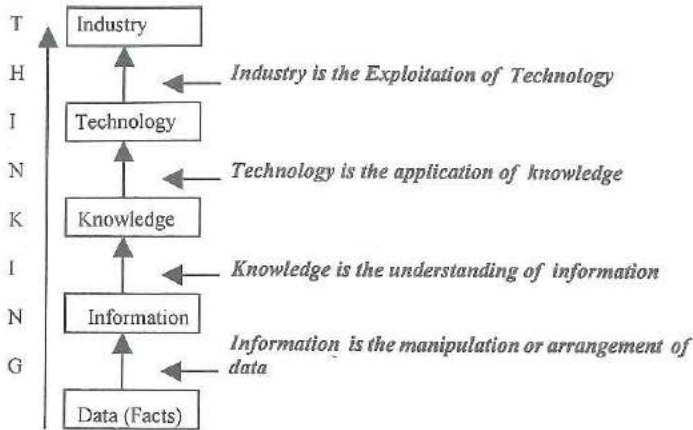 T
Industry
H
Industry is the Exploitation of Technology
I
Technology
N
Technology is the application of knowledge
K
Knowledge
I
Knowledge is the understanding of information
N
Information
Information is the manipulation or arrangement of
G
data
Data (Facts)